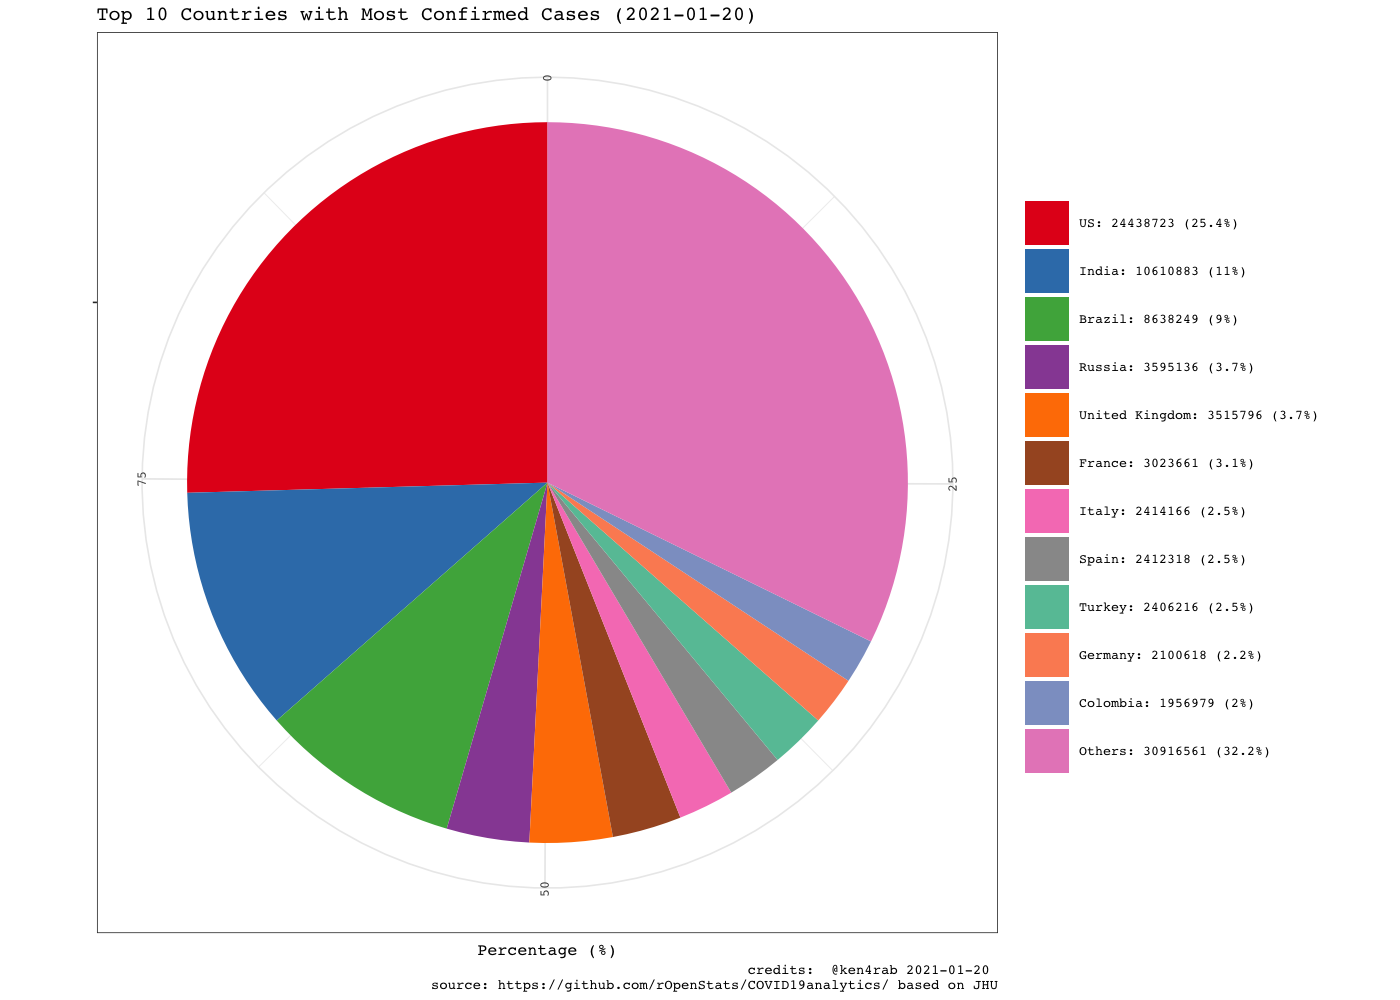 Top 10 Countries with Most Confirmed Cases (2021-01-20)
0
25
50
75
US: 24438723 (25.4%)
India: 10610883 (11%)
Brazil: 8638249 (9%)
Russia: 3595136 (3.7%)
United Kingdom: 3515796 (3.7%)
France: 3023661 (3.1%)
Italy: 2414166 (2.5%)
Spain: 2412318 (2.5%)
Turkey: 2406216 (2.5%)
Germany: 2100618 (2.2%)
Colombia: 1956979 (2%)
Others: 30916561 (32.2%)
Percentage (%)
credits:  @ken4rab 2021-01-20
source: https://github.com/rOpenStats/COVID19analytics/ based on JHU